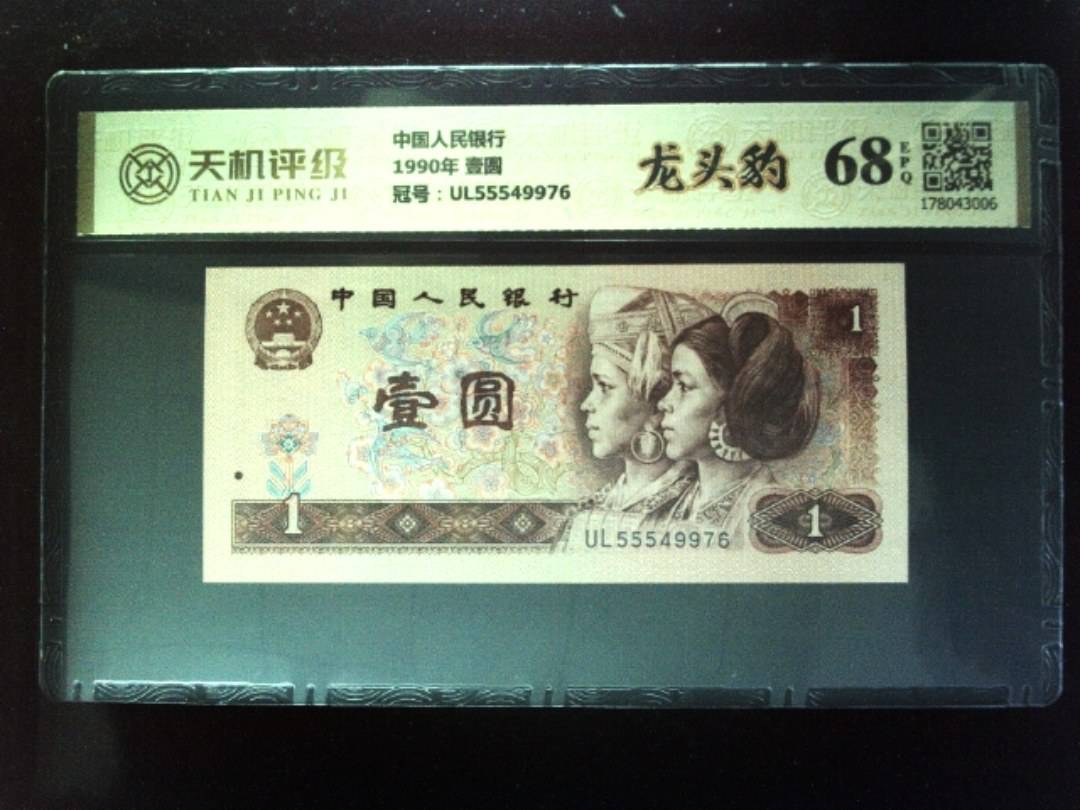 天机评级
TIAN JI PING JI
中国人民银行
1990年 壹圆
冠号：UL55549976
龙头豹
68
EPQ
178043006
中国人民银行
1
壹圆
1
UL55549976
1